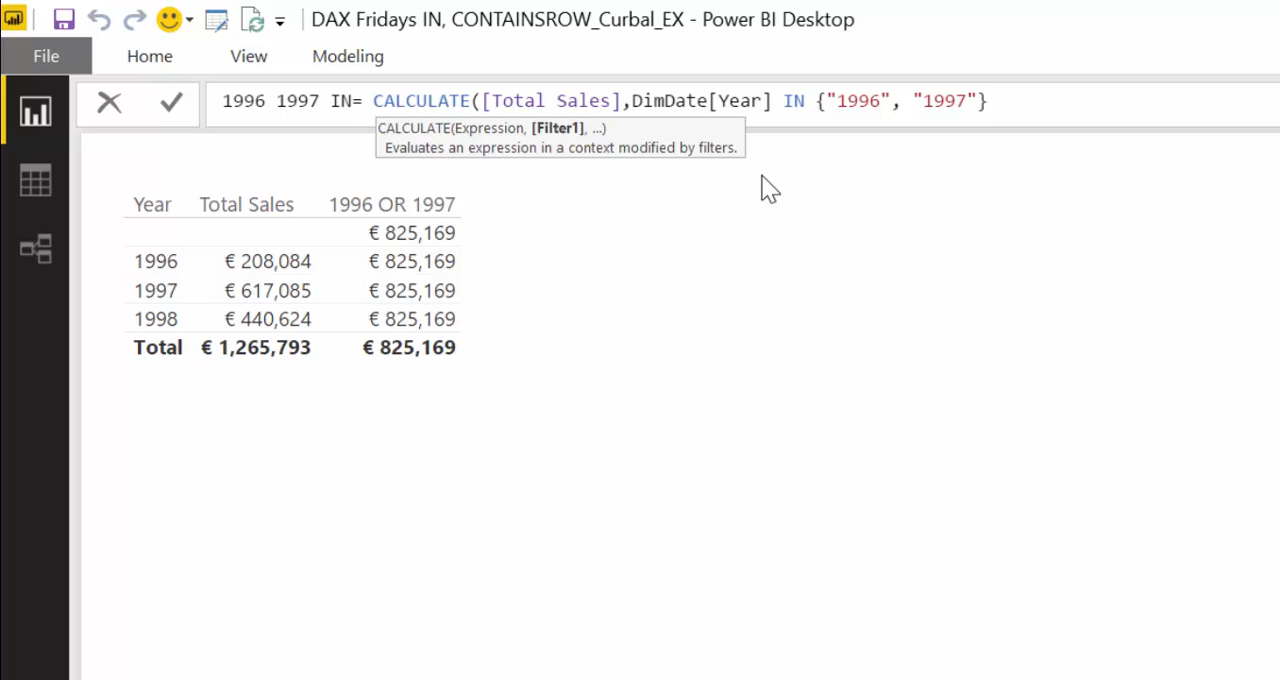 DAX Fridays IN, CONTAINSROW_Curbal_EX - Power BI Desktop
File Home View Modeling
1996 1997 IN= CALCULATE([Total Sales],DimDate[Year] IN {"1996", "1997"}
CALCULATE(Expression, [Filter1], ...)
Evaluates an expression in a context modified by filters.
Year Total Sales 1996 OR 1997
€ 825,169
1996 € 208,084 € 825,169
1997 € 617,085 € 825,169
1998 € 440,624 € 825,169
Total € 1,265,793 € 825,169